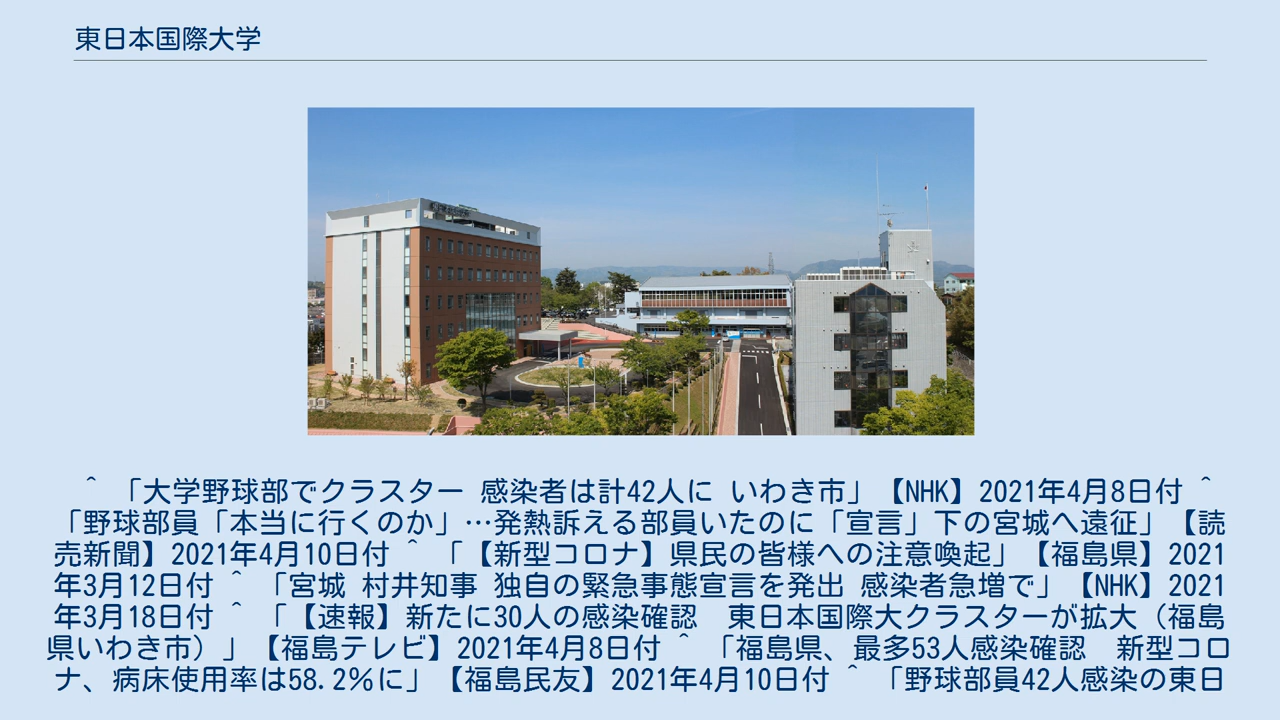 東日本国際大学
^ 「大学野球部でクラスター 感染者は計42人に いわき市」【NHK】2021年4月8日付 ^
「野球部員「本当に行くのか」…発熱訴える部員いたのに「宣言」下の宮城へ遠征」【読
売新聞】2021年4月10日付 ^ 「【新型コロナ】県民の皆様への注意喚起」【福島県】2021
年3月12日付 ^ 「宮城 村井知事 独自の緊急事態宣言を発出 感染者急増で」【NHK】2021
年3月18日付 ^ 「【速報】新たに30人の感染確認　東日本国際大クラスターが拡大（福島
県いわき市）」【福島テレビ】2021年4月8日付 ^ 「福島県、最多53人感染確認　新型コロ
ナ、病床使用率は58.2％に」【福島民友】2021年4月10日付 ^ 「野球部員42人感染の東日